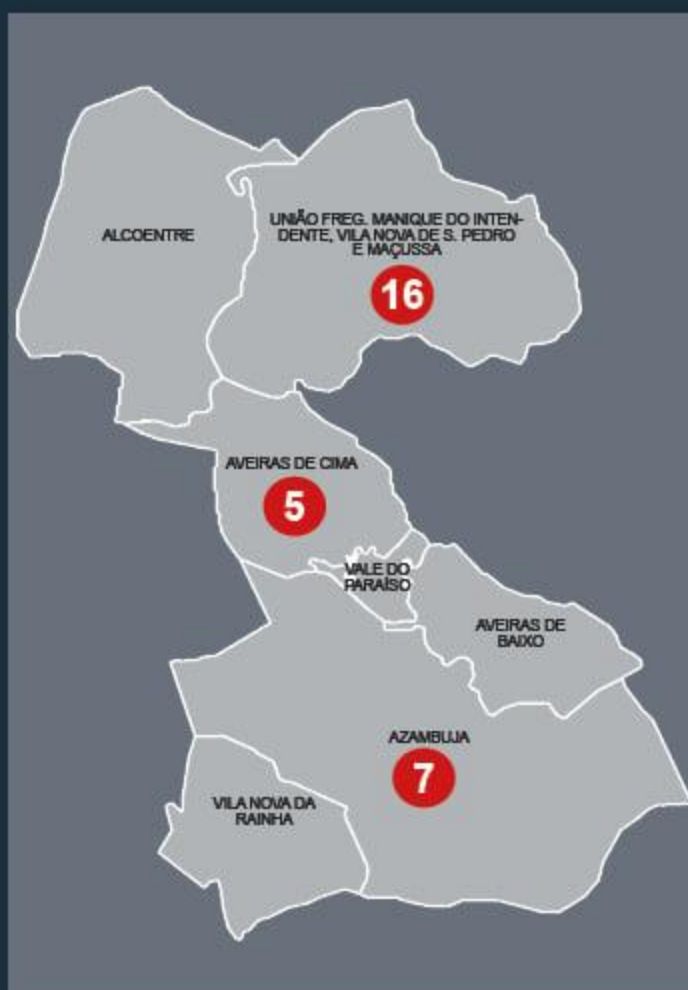 ALCOENTRE
UNIÃO FREG. MANIQUE DO INTEN-
DENTE, VILA NOVA DE S. PEDRO
E MAÇUSSA
16
AVEIRAS DE CIMA
5
VALE DO
PARAÍSO
AVEIRAS DE
BAIXO
AZAMBUJA
7
VILA NOVA DA
RAINHA